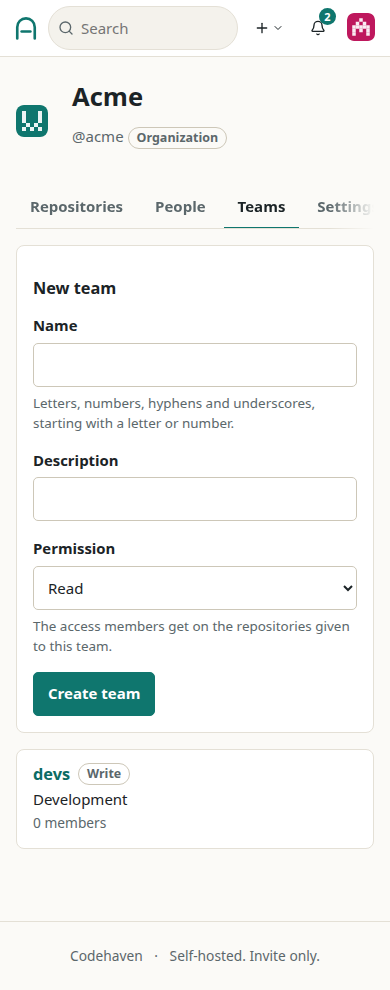 Search
2
Acme
@acme Organization
Repositories People Teams Setting
New team
Name
Letters, numbers, hyphens and underscores,
starting with a letter or number.
Description
Permission
Read
The access members get on the repositories given
to this team.
Create team
devs Write
Development
0 members
Codehaven · Self-hosted. Invite only.